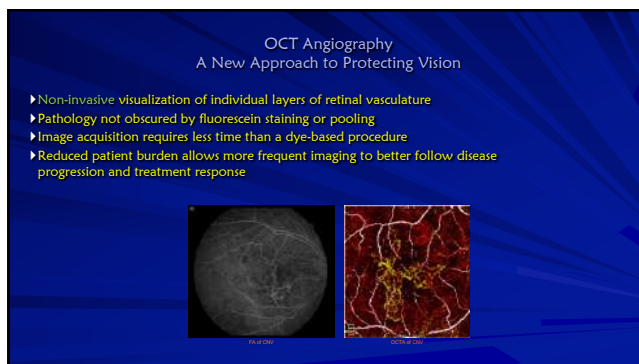 OCT Angiography
A New Approach to Protecting Vision
Non-invasive visualization of individual layers of retinal vasculature
Pathology not obscured by fluorescein staining or pooling
Image acquisition requires less time than a dye-based procedure
Reduced patient burden allows more frequent imaging to better follow disease
progression and treatment response
FA of CNV
OCTA of CNV